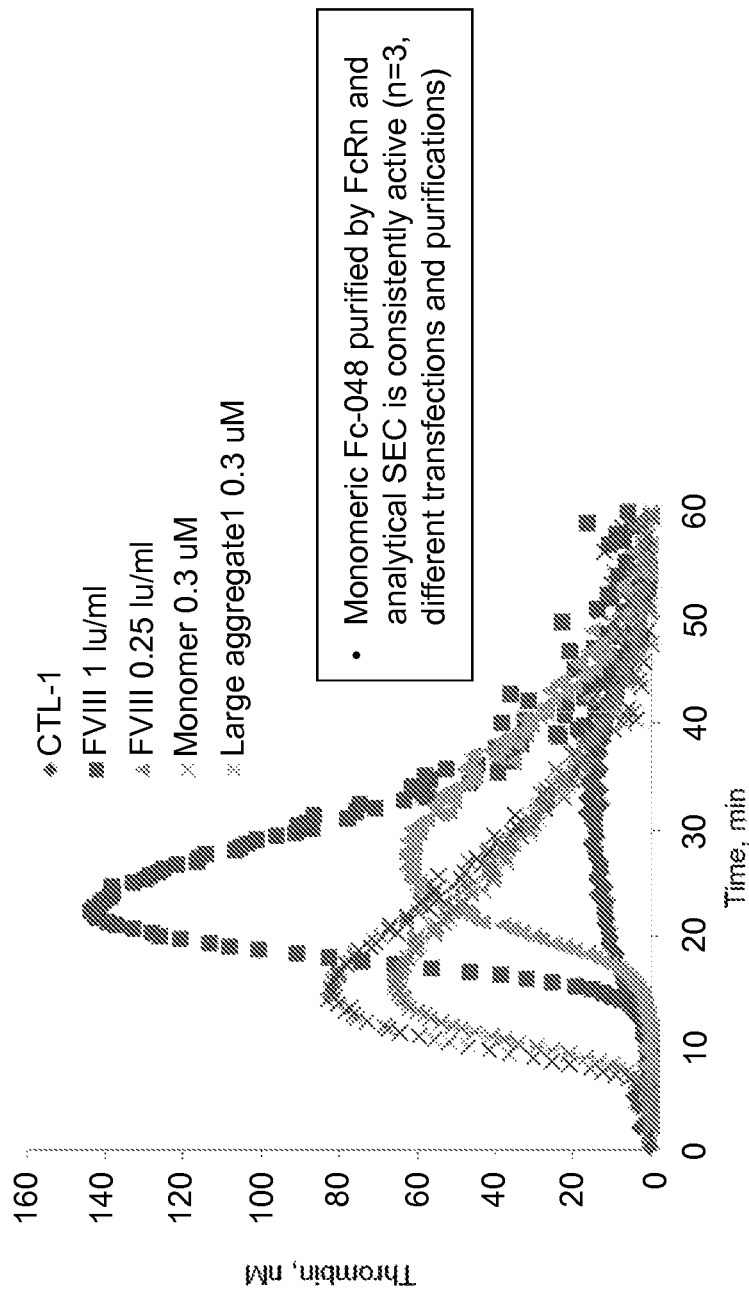 160
140
120
100
80
60
40
20
0
Thrombin, nM
0
10
20
30
40
50
60
Time, min
CTL-1
FVIII 1 Iu/ml
FVIII 0.25 Iu/ml
Monomer 0.3 uM
Large aggregate1 0.3 uM
• Monomeric Fc-048 purified by FcRn and
analytical SEC is consistently active (n=3,
different transfections and purifications)